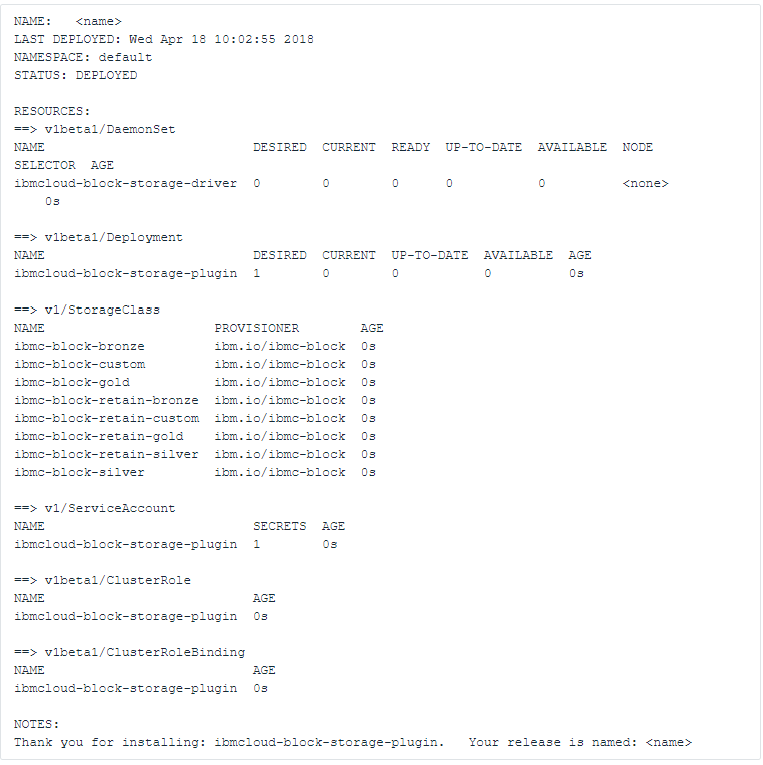 NAME:   <name>
LAST DEPLOYED: Wed Apr 18 10:02:55 2018
NAMESPACE: default
STATUS: DEPLOYED

RESOURCES:
==> v1beta1/DaemonSet
NAME                           DESIRED  CURRENT  READY  UP-TO-DATE  AVAILABLE  NODE
SELECTOR  AGE
ibmcloud-block-storage-driver  0        0        0      0           0          <none>
    0s

==> v1beta1/Deployment
NAME                           DESIRED  CURRENT  UP-TO-DATE  AVAILABLE  AGE
ibmcloud-block-storage-plugin  1        0        0           0          0s

==> v1/StorageClass
NAME                      PROVISIONER        AGE
ibmc-block-bronze         ibm.io/ibmc-block  0s
ibmc-block-custom         ibm.io/ibmc-block  0s
ibmc-block-gold           ibm.io/ibmc-block  0s
ibmc-block-retain-bronze  ibm.io/ibmc-block  0s
ibmc-block-retain-custom  ibm.io/ibmc-block  0s
ibmc-block-retain-gold    ibm.io/ibmc-block  0s
ibmc-block-retain-silver  ibm.io/ibmc-block  0s
ibmc-block-silver         ibm.io/ibmc-block  0s

==> v1/ServiceAccount
NAME                           SECRETS  AGE
ibmcloud-block-storage-plugin  1        0s

==> v1beta1/ClusterRole
NAME                           AGE
ibmcloud-block-storage-plugin  0s

==> v1beta1/ClusterRoleBinding
NAME                           AGE
ibmcloud-block-storage-plugin  0s

NOTES:
Thank you for installing: ibmcloud-block-storage-plugin.   Your release is named: <name>